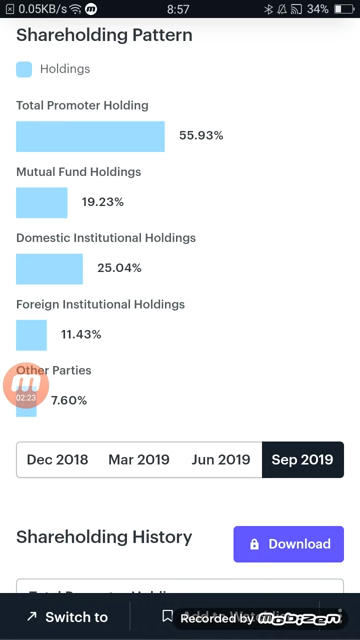 0.05KB/s 8:57 34%
Shareholding Pattern
Holdings
Total Promoter Holding
55.93%
Mutual Fund Holdings
19.23%
Domestic Institutional Holdings
25.04%
Foreign Institutional Holdings
11.43%
Other Parties
02:23
7.60%
Dec 2018 Mar 2019 Jun 2019 Sep 2019
Shareholding History
Download
Switch to
Recorded by MOBIZEN